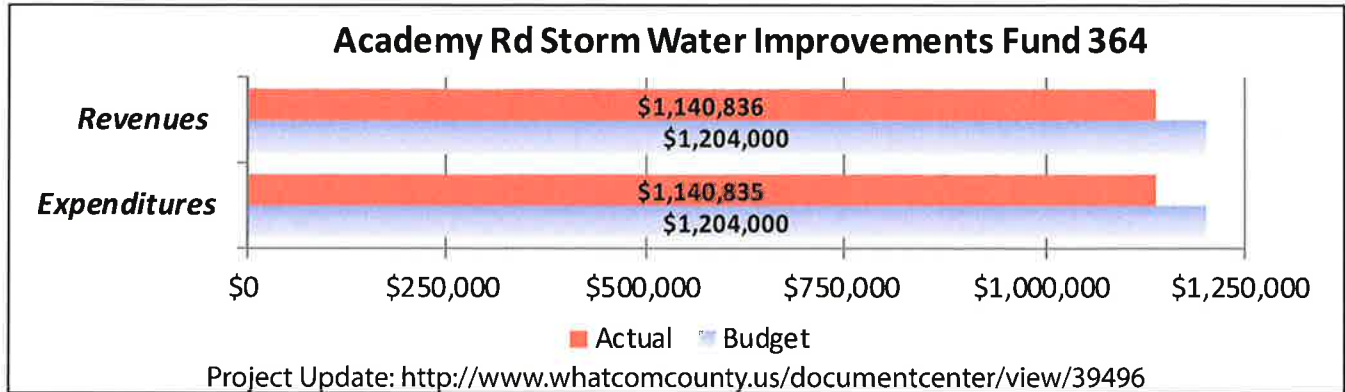 Academy Rd Storm Water Improvements Fund 364
Revenues
$1,140,836
$1,204,000
Expenditures
$1,140,835
$1,204,000
$0 $250,000 $500,000 $750,000 $1,000,000 $1,250,000
Actual Budget
Project Update: http://www.whatcomcounty.us/documentcenter/view/39496